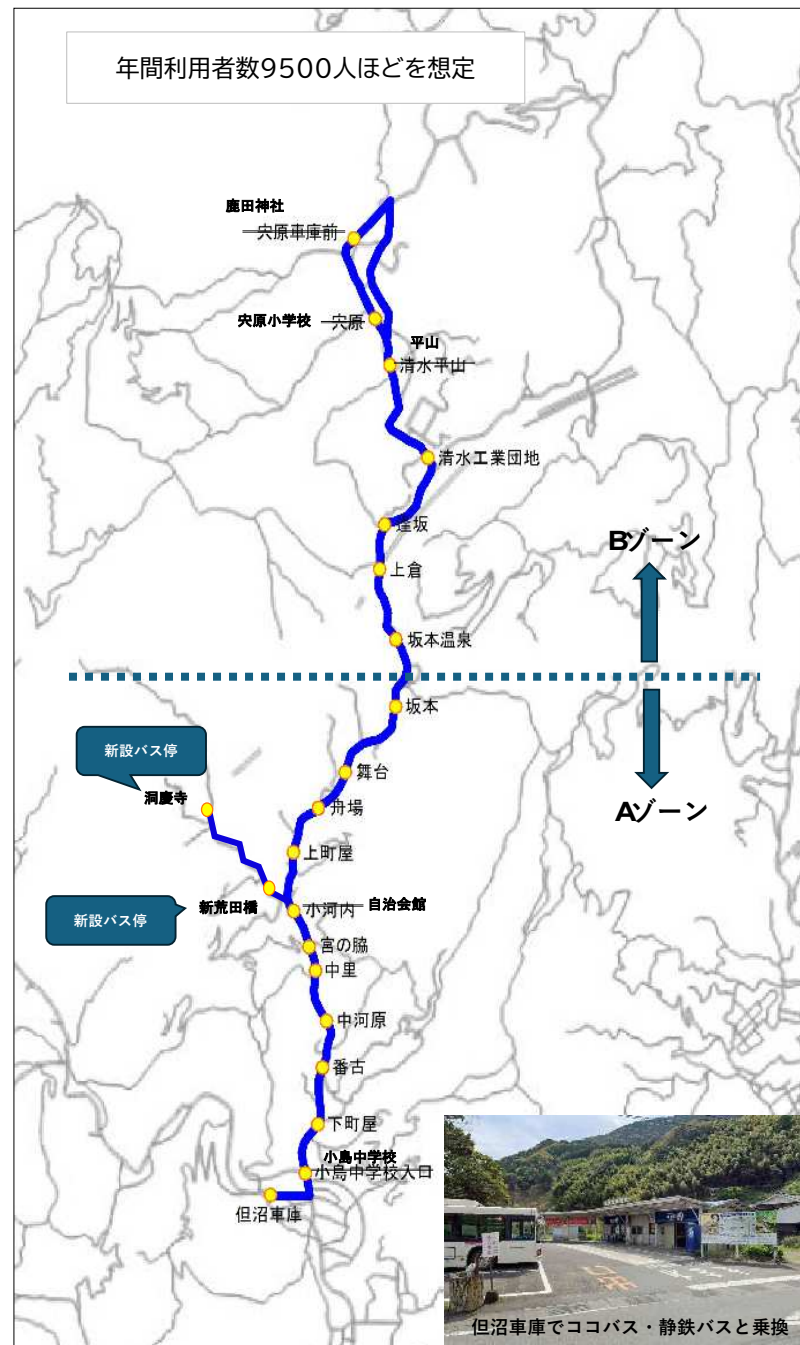 年間利用者数9500人ほどを想定
鹿田神社
宍原車庫前
宍原小学校
宍原
平山
清水平山
清水工業団地
逢坂
Bゾーン
上倉
坂本温泉
坂本
新設バス停
舞台
洞慶寺
舟場
Aゾーン
上町屋
新荒田橋
小河内
自治会館
新設バス停
宮の脇
中里
中河原
番古
下町屋
小島中学校
小島中学校入口
但沼車庫
但沼車庫でココバス・静鉄バスと乗換